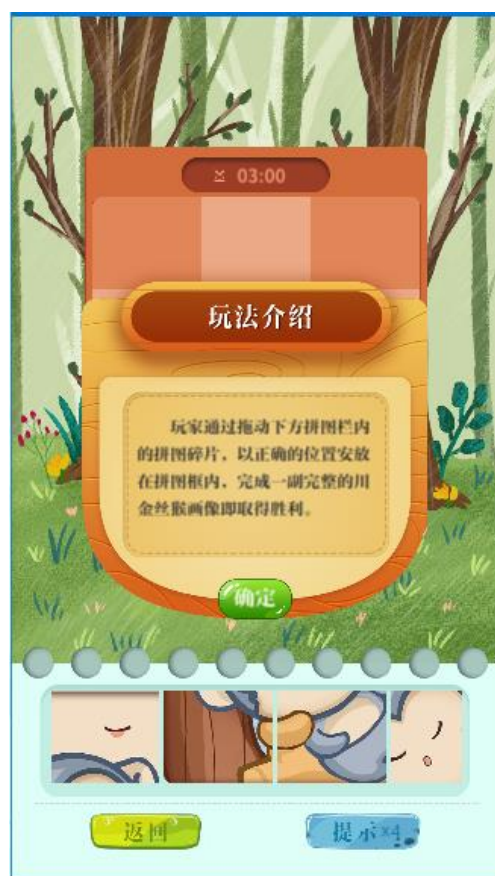 03:00
玩法介绍
玩家通过拖动下方拼图栏内
的拼图碎片，以正确的位置安放
在拼图框内，完成一副完整的川
金丝猴画像即取得胜利。
确定
返回
提示×4